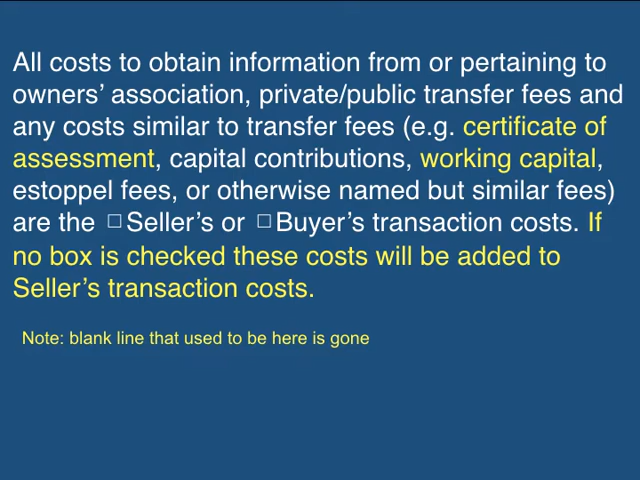 All costs to obtain information from or pertaining to
owners’ association, private/public transfer fees and
any costs similar to transfer fees (e.g. certificate of
assessment, capital contributions, working capital,
estoppel fees, or otherwise named but similar fees)
are the □Seller’s or □Buyer’s transaction costs. If
no box is checked these costs will be added to
Seller’s transaction costs.
Note: blank line that used to be here is gone